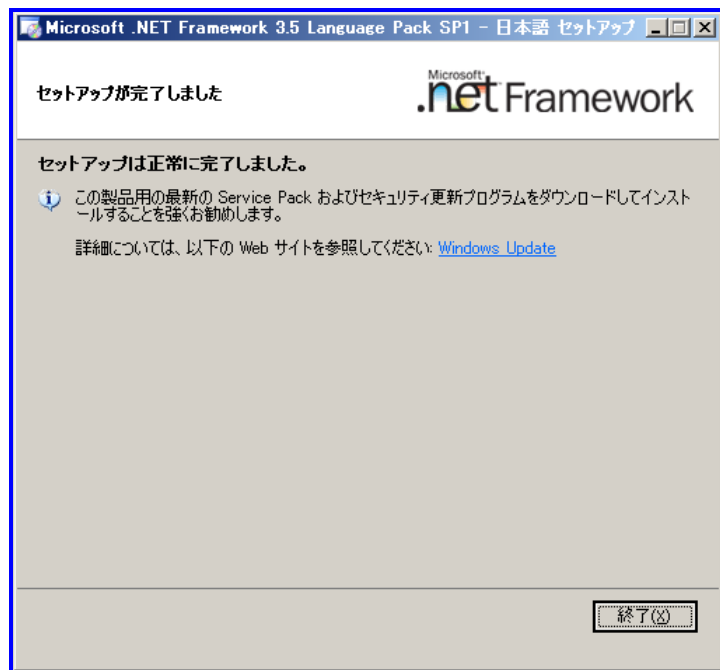 Microsoft .NET Framework 3.5 Language Pack SP1 - 日本語 セットアップ
セットアップが完了しました
Microsoft
.net Framework
セットアップは正常に完了しました。
この製品用の最新の Service Pack およびセキュリティ更新プログラムをダウンロードしてインスト
ールすることを強くお勧めします。
詳細については、以下の Web サイトを参照してください: Windows Update
終了(X)